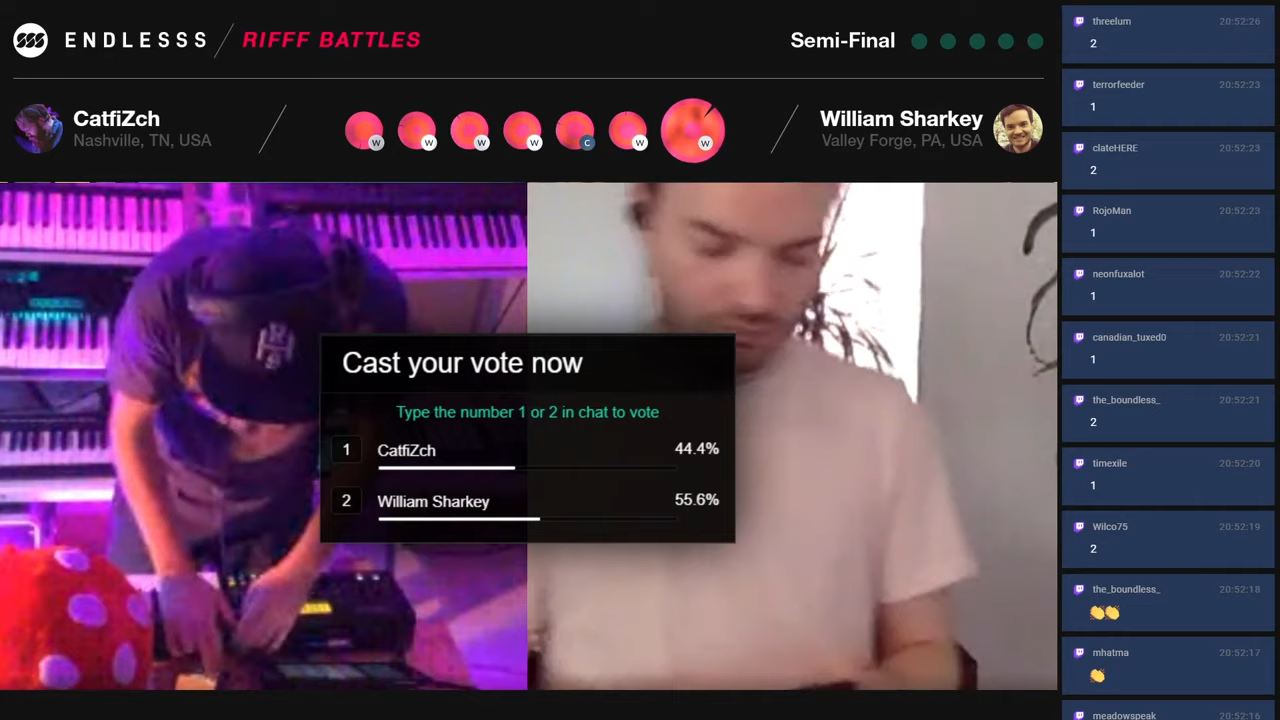 ENDLESSS / RIFFF BATTLES
Semi-Final
CatfiZch
Nashville, TN, USA
W
W
W
W
C
W
W
William Sharkey
Valley Forge, PA, USA
Cast your vote now
Type the number 1 or 2 in chat to vote
1 CatfiZch 44.4%
2 William Sharkey 55.6%
threelum 20:52:26
2
terrorfeeder 20:52:23
1
clateHERE 20:52:23
2
RojoMan 20:52:23
1
neonfuxalot 20:52:22
1
canadian_tuxed0 20:52:21
1
the_boundless_ 20:52:21
2
timexile 20:52:20
1
Wilco75 20:52:19
2
the_boundless_ 20:52:18
👏👏
mhatma 20:52:17
👏
meadowspeak 20:52:16